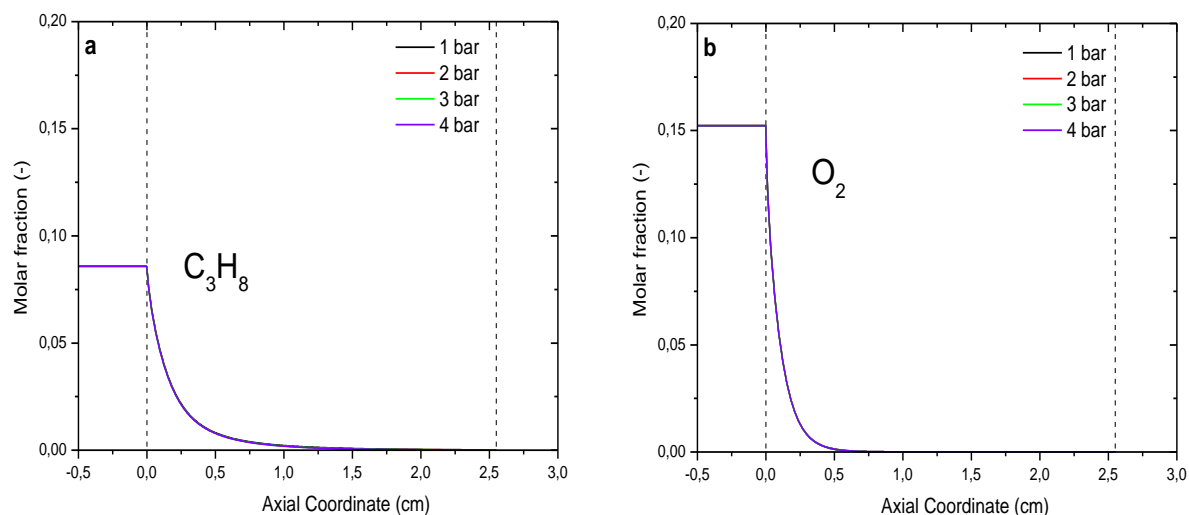 a
1 bar
2 bar
3 bar
4 bar
C3H8
0,20
0,15
0,10
0,05
0,00
-0,5 0,0 0,5 1,0 1,5 2,0 2,5 3,0
Molar fraction (-)
Axial Coordinate (cm)
b
1 bar
2 bar
3 bar
4 bar
O2
0,20
0,15
0,10
0,05
0,00
-0,5 0,0 0,5 1,0 1,5 2,0 2,5 3,0
Molar fraction (-)
Axial Coordinate (cm)